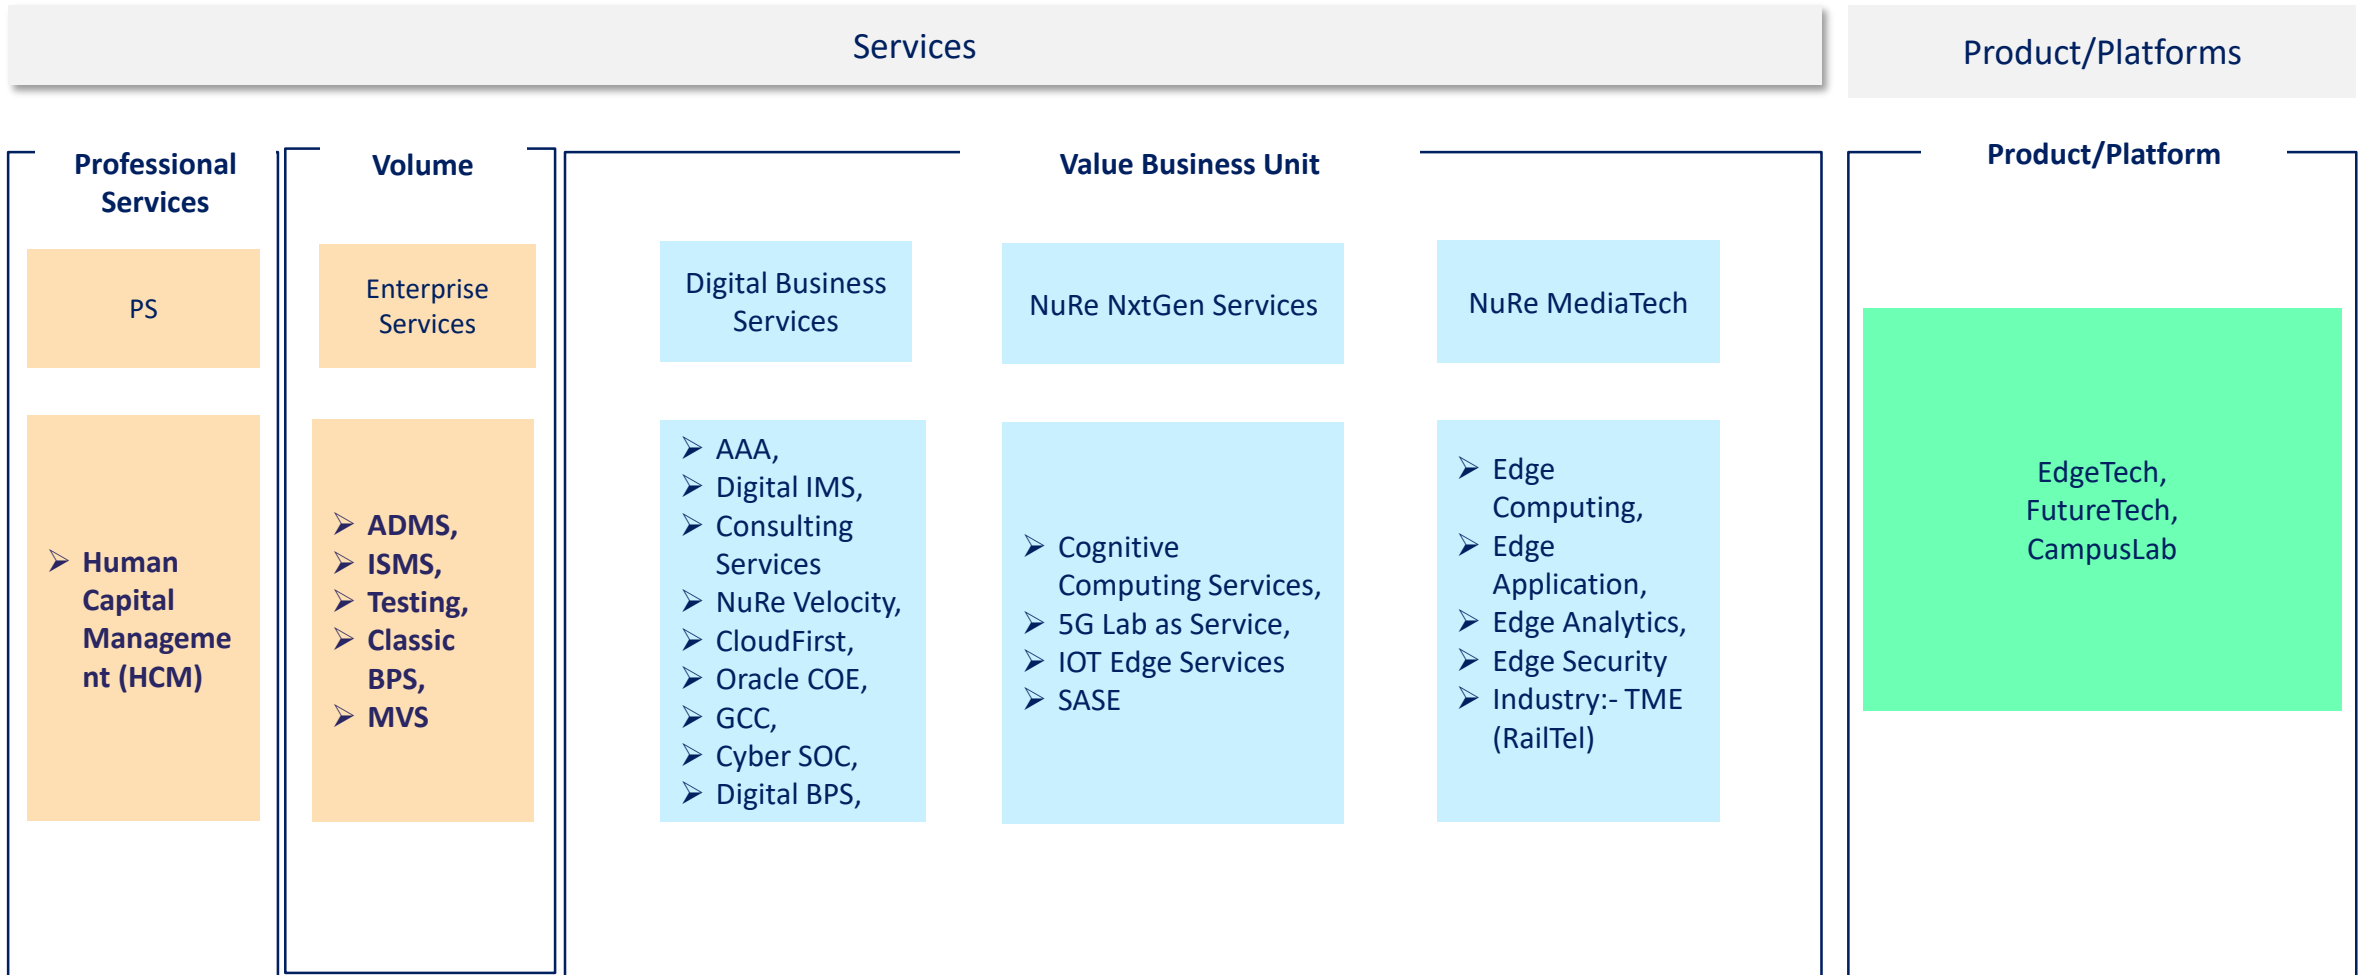 Services
Product/Platforms
Professional
Services
Volume
Value Business Unit
Product/Platform
PS
Enterprise
Services
Digital Business
Services
NuRe NxtGen Services
NuRe MediaTech
➢ Human
Capital
Manageme
nt (HCM)
➢ ADMS,
➢ ISMS,
➢ Testing,
➢ Classic
BPS,
➢ MVS
➢ AAA,
➢ Digital IMS,
➢ Consulting
Services
➢ NuRe Velocity,
➢ CloudFirst,
➢ Oracle COE,
➢ GCC,
➢ Cyber SOC,
➢ Digital BPS,
➢ Cognitive
Computing Services,
➢ 5G Lab as Service,
➢ IOT Edge Services
➢ SASE
➢ Edge
Computing,
➢ Edge
Application,
➢ Edge Analytics,
➢ Edge Security
➢ Industry:- TME
(RailTel)
EdgeTech,
FutureTech,
CampusLab